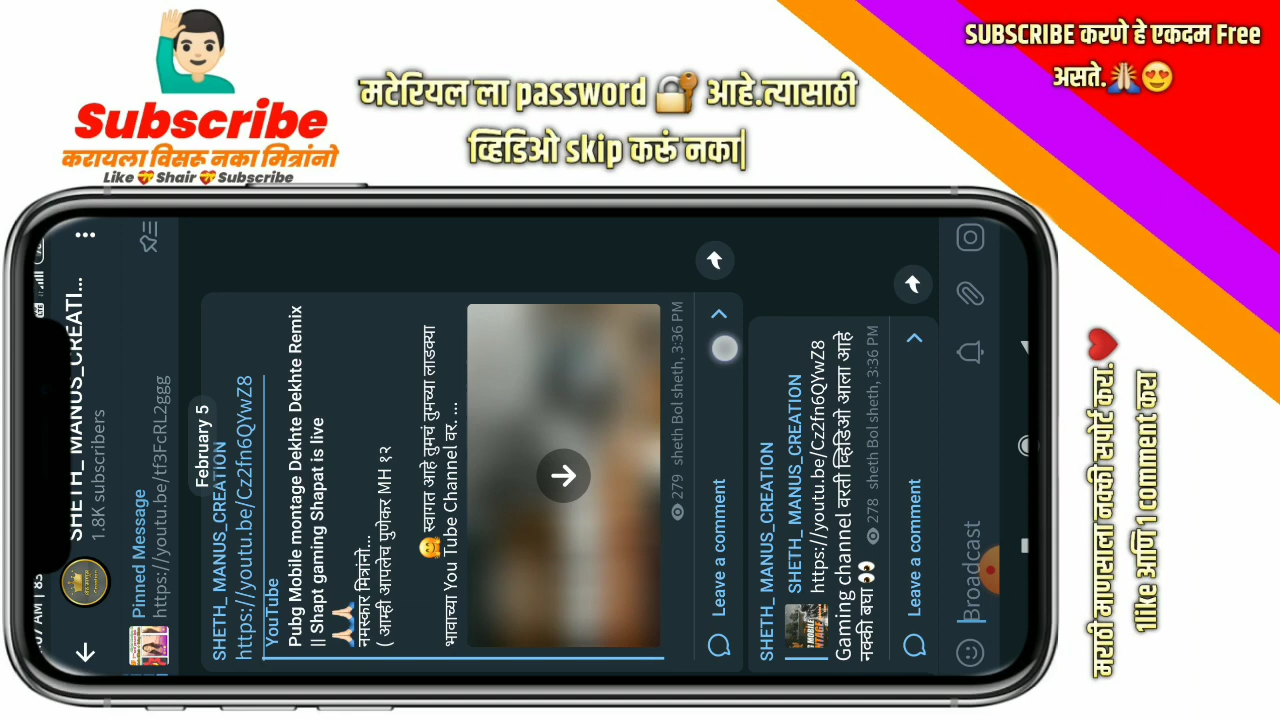 Subscribe
करायला विसरू नका मित्रांनो
Like 💝 Shair 💝 Subscribe
मटेरियल ला password 🔐 आहे.त्यासाठी
व्हिडिओ skip करूं नका|
SUBSCRIBE करणे हे एकदम Free
असते.🙏😍
SHETH_ MANUS_CREATI...
1.8K subscribers
Pinned Message
https://youtu.be/tf3FcRL2ggg
February 5
SHETH_MANUS_CREATION
https://youtu.be/Cz2fn6QYwZ8
YouTube
Pubg Mobile montage Dekhte Dekhte Remix
|| Shapt gaming Shapat is live
🙏🏻
नमस्कार मित्रांनो...
( आम्ही आपलेच पुणेकर MH १२
🤗 स्वागत आहे तुमचं तुमच्या लाडक्या
भावाच्या You Tube Channel वर. ...
279 sheth Bol sheth, 3:36 PM
Leave a comment
SHETH_MANUS_CREATION
SHETH_ MANUS_CREATION
https://youtu.be/Cz2fn6QYwZ8
Gaming channel वरती व्हिडिओ आला आहे
नक्की बघा 👀
278 sheth Bol sheth, 3:36 PM
Leave a comment
Broadcast
मराठी माणसाला नक्की सपोर्ट करा.❤️
1like आणि 1 comment करा